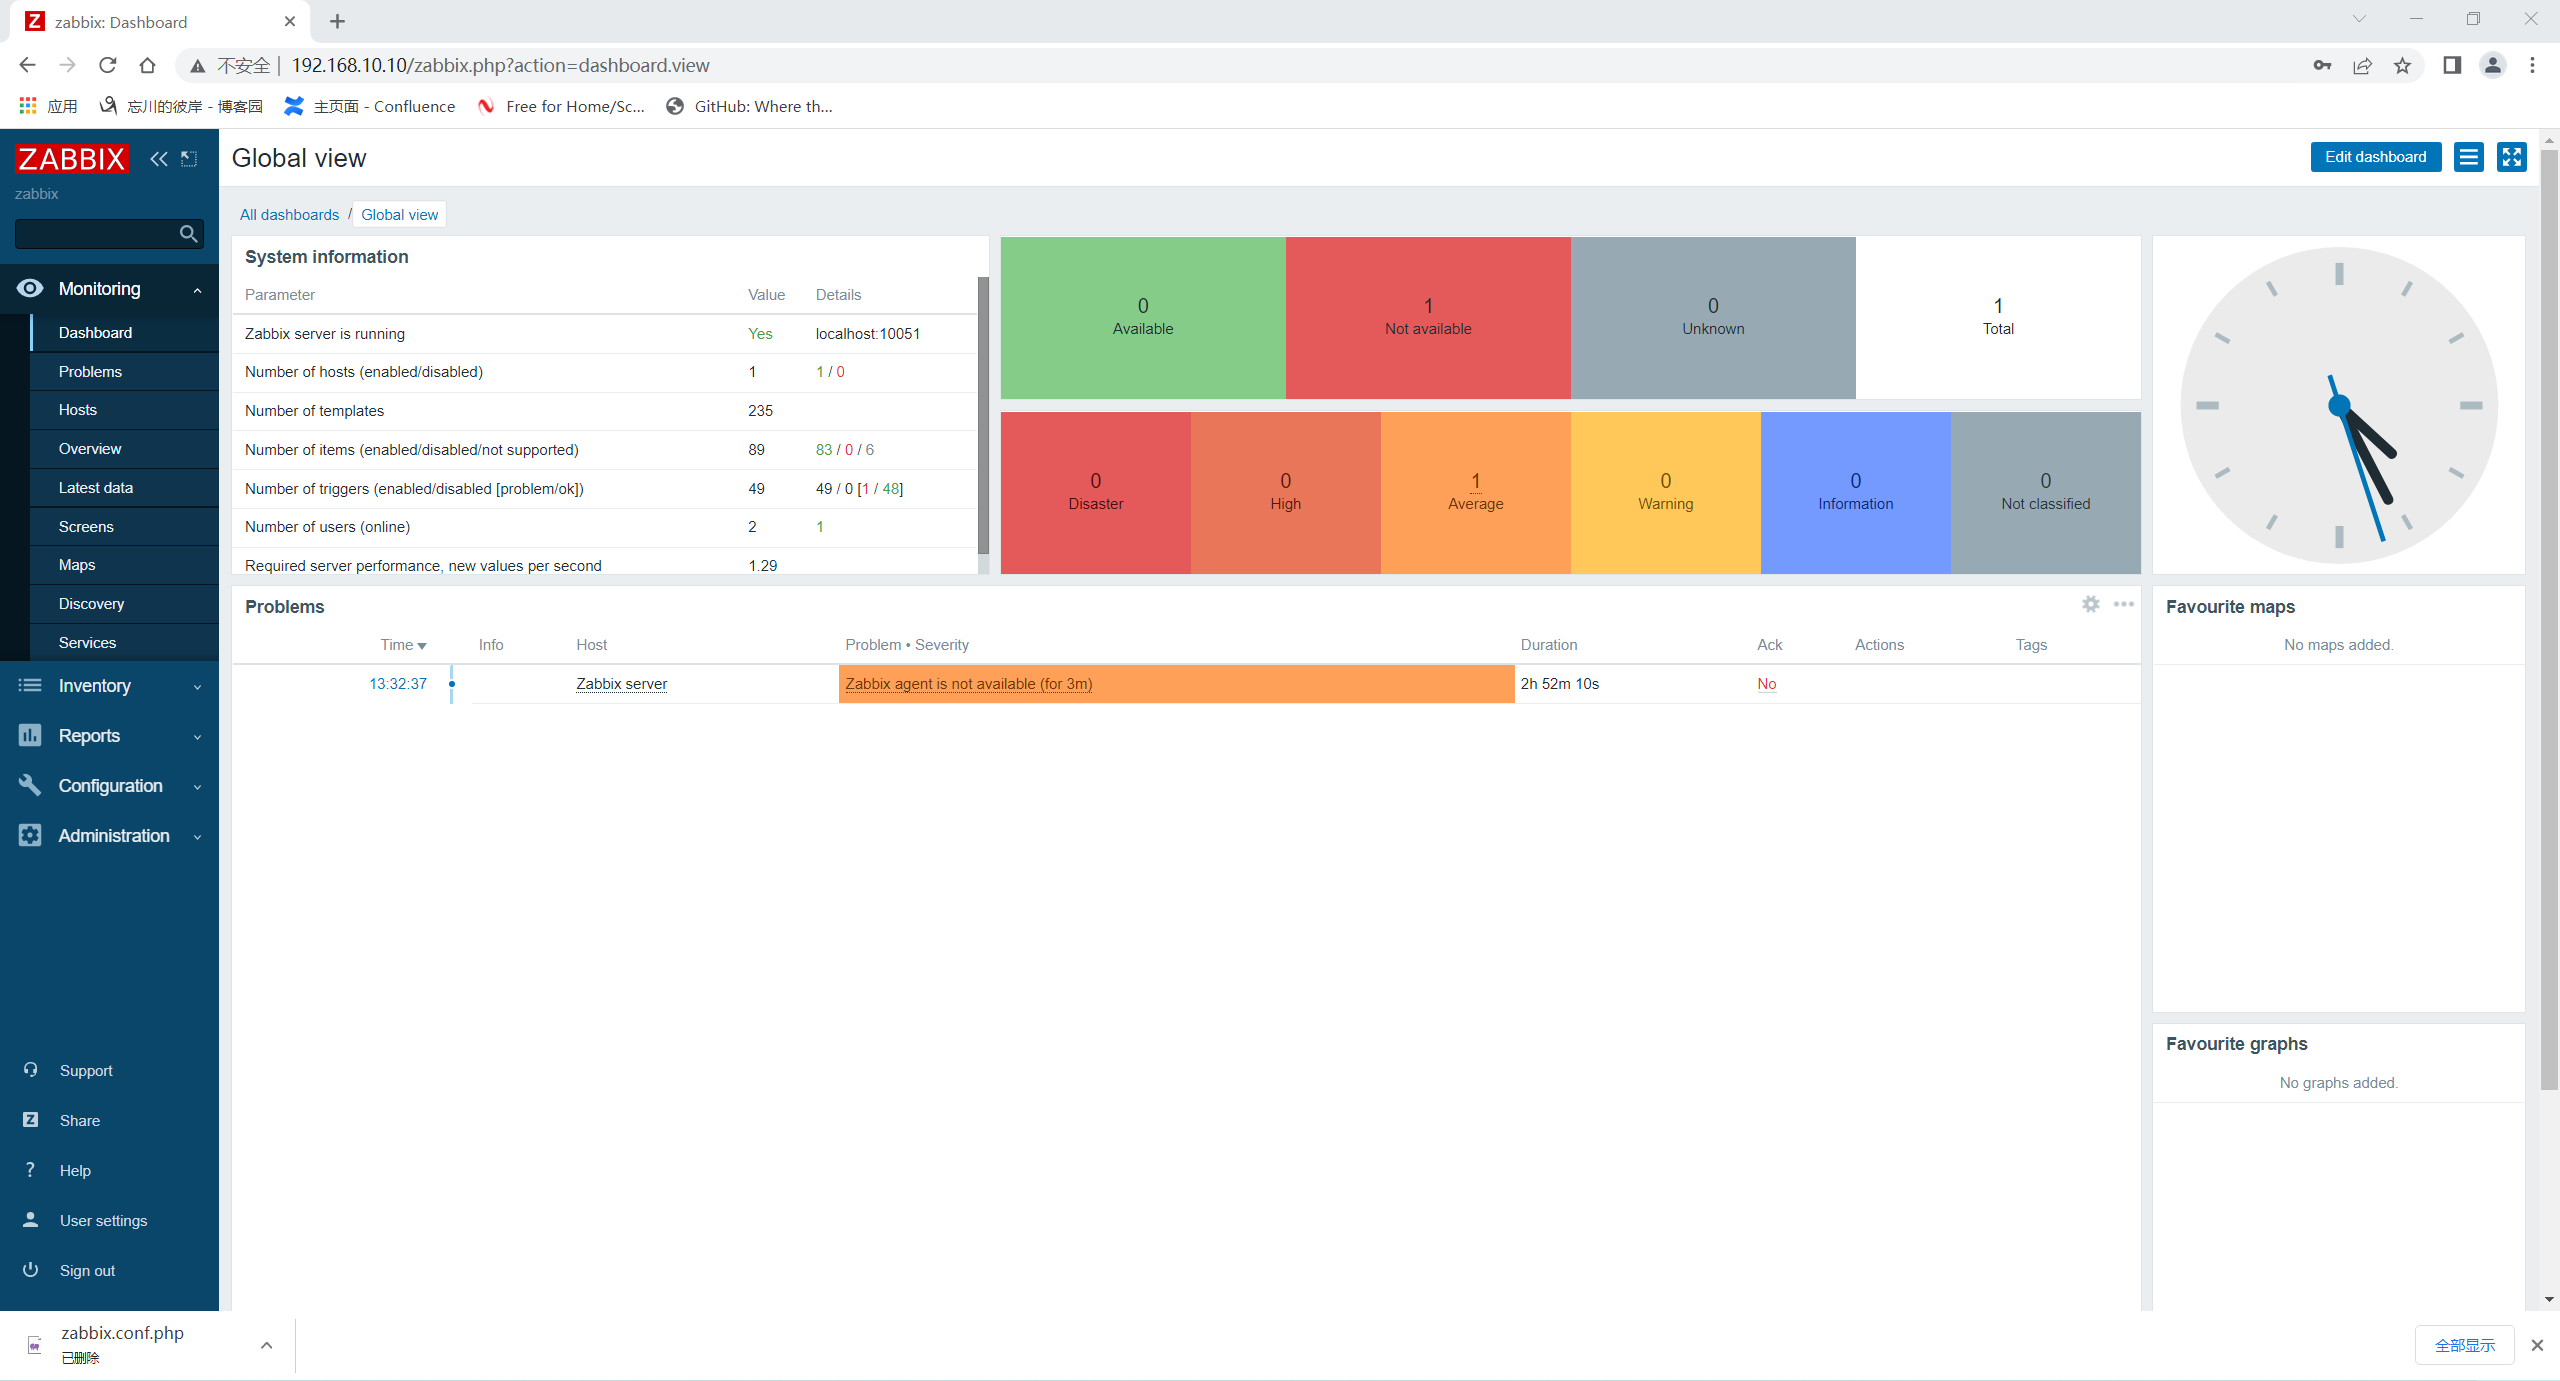 zabbix: Dashboard
不安全 | 192.168.10.10/zabbix.php?action=dashboard.view
应用 忘川的彼岸 - 博客园 主页面 - Confluence Free for Home/Sc... GitHub: Where th...
ZABBIX
zabbix
Monitoring
Dashboard
Problems
Hosts
Overview
Latest data
Screens
Maps
Discovery
Services
Inventory
Reports
Configuration
Administration
Support
Share
Help
User settings
Sign out
Global view
Edit dashboard
All dashboards / Global view
System information
Parameter Value Details
Zabbix server is running Yes localhost:10051
Number of hosts (enabled/disabled) 1 1 / 0
Number of templates 235
Number of items (enabled/disabled/not supported) 89 83 / 0 / 6
Number of triggers (enabled/disabled [problem/ok]) 49 49 / 0 [1 / 48]
Number of users (online) 2 1
Required server performance, new values per second 1.29
0 1 0 1
Available Not available Unknown Total
0 0 1 0 0 0
Disaster High Average Warning Information Not classified
Problems
Time Info Host Problem • Severity Duration Ack Actions Tags
13:32:37 Zabbix server Zabbix agent is not available (for 3m) 2h 52m 10s No
Favourite maps
No maps added.
Favourite graphs
No graphs added.
zabbix.conf.php
已删除
全部显示